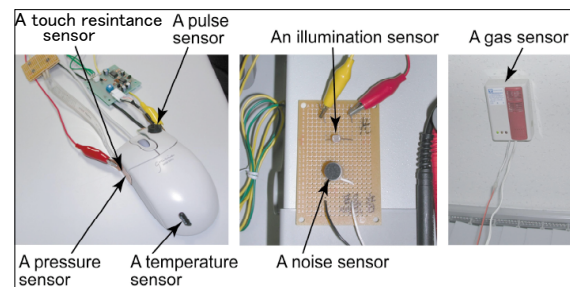 A touch resintance
sensor
A pulse
sensor
An illumination sensor
A gas sensor
A pressure
sensor
A temperature
sensor
A noise sensor